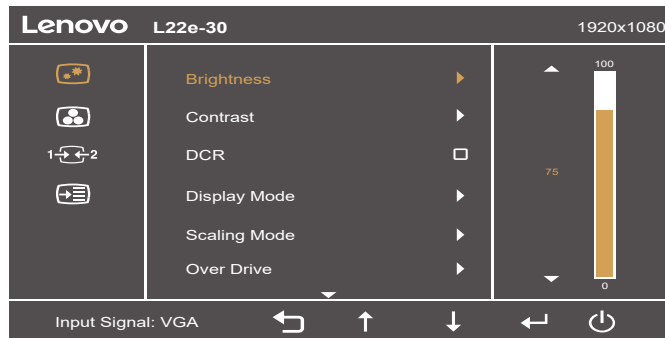 Lenovo L22e-30 1920x1080
Brightness
Contrast
DCR
Display Mode
Scaling Mode
Over Drive
1 2
100
75
0
Input Signal: VGA